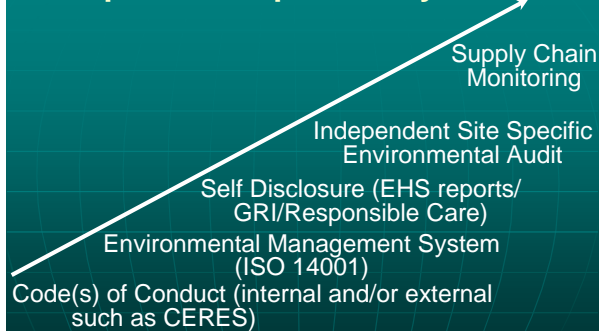 Supply Chain
Monitoring
Independent Site Specific
Environmental Audit
Self Disclosure (EHS reports/
GRI/Responsible Care)
Environmental Management System
(ISO 14001)
Code(s) of Conduct (internal and/or external
such as CERES)